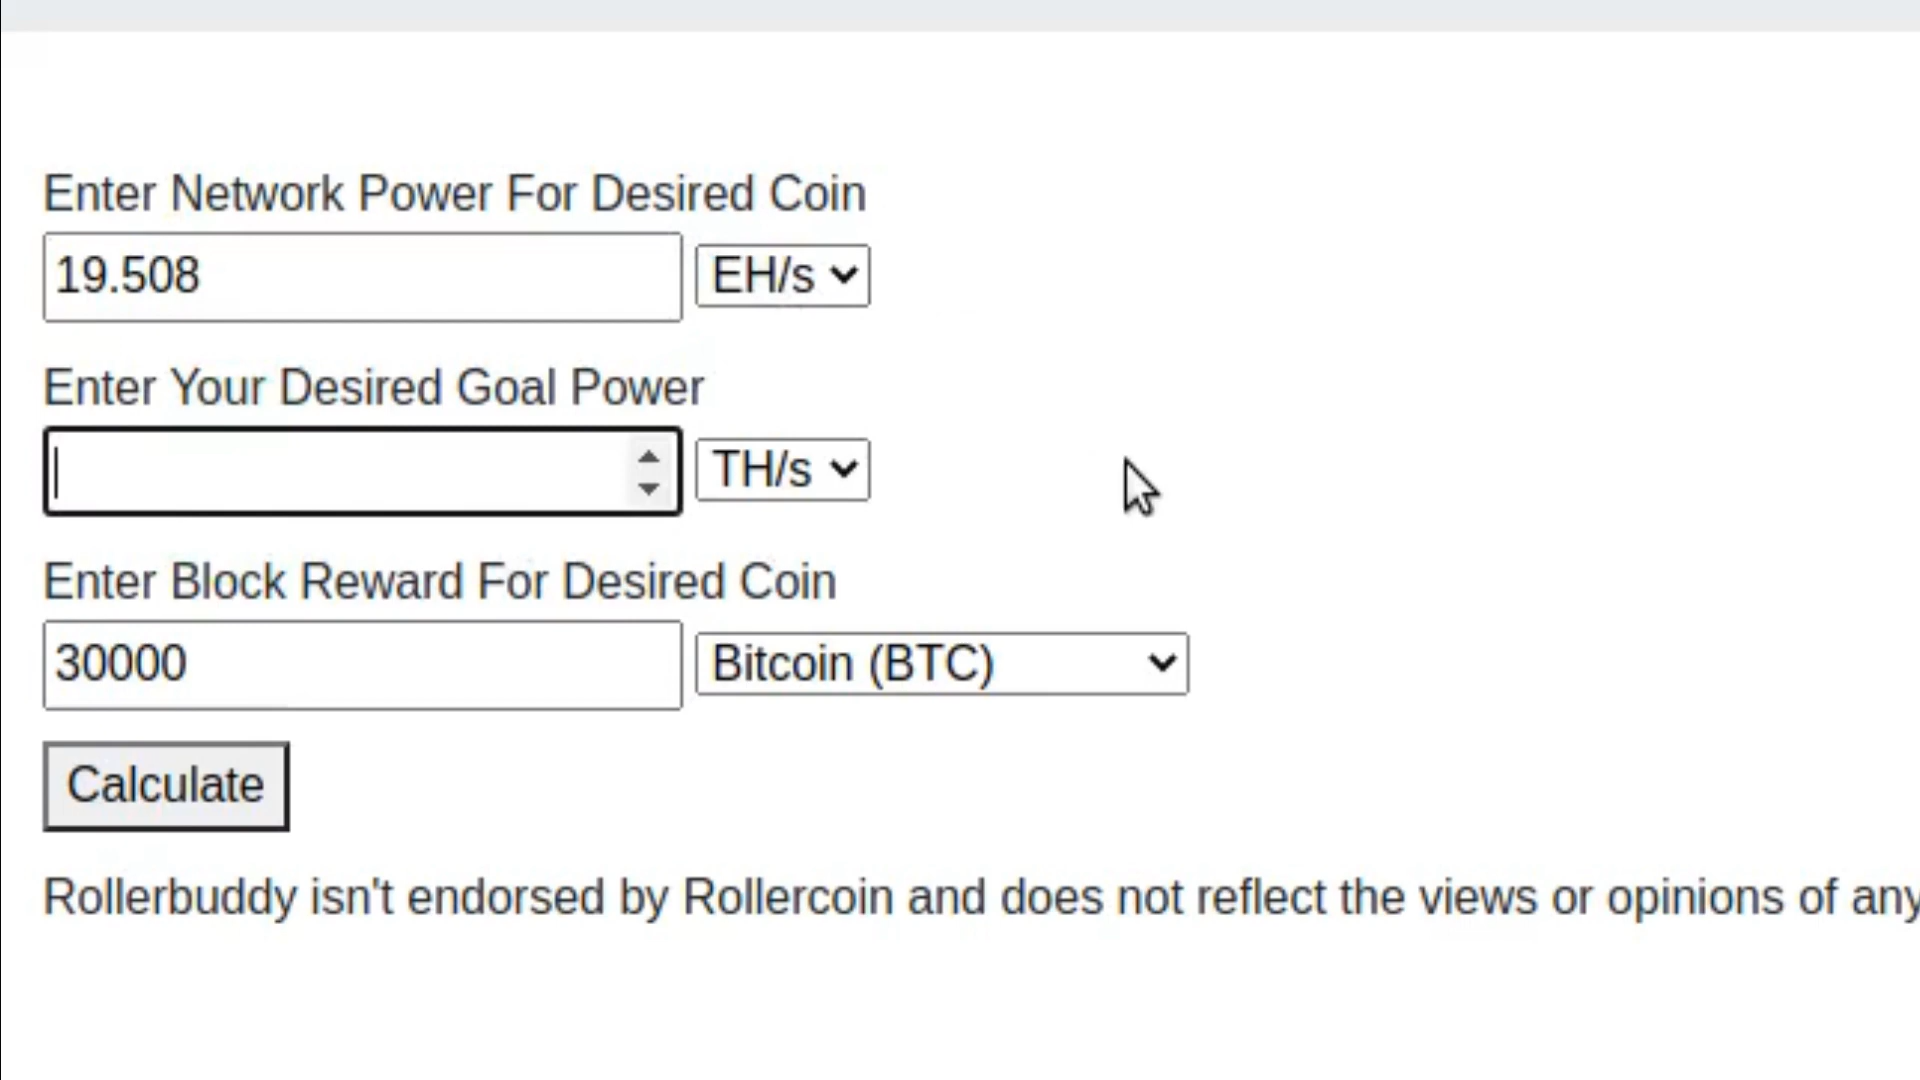 Enter Network Power For Desired Coin
19.508 EH/s
Enter Your Desired Goal Power
TH/s
Enter Block Reward For Desired Coin
30000 Bitcoin (BTC)
Calculate
Rollerbuddy isn't endorsed by Rollercoin and does not reflect the views or opinions of any